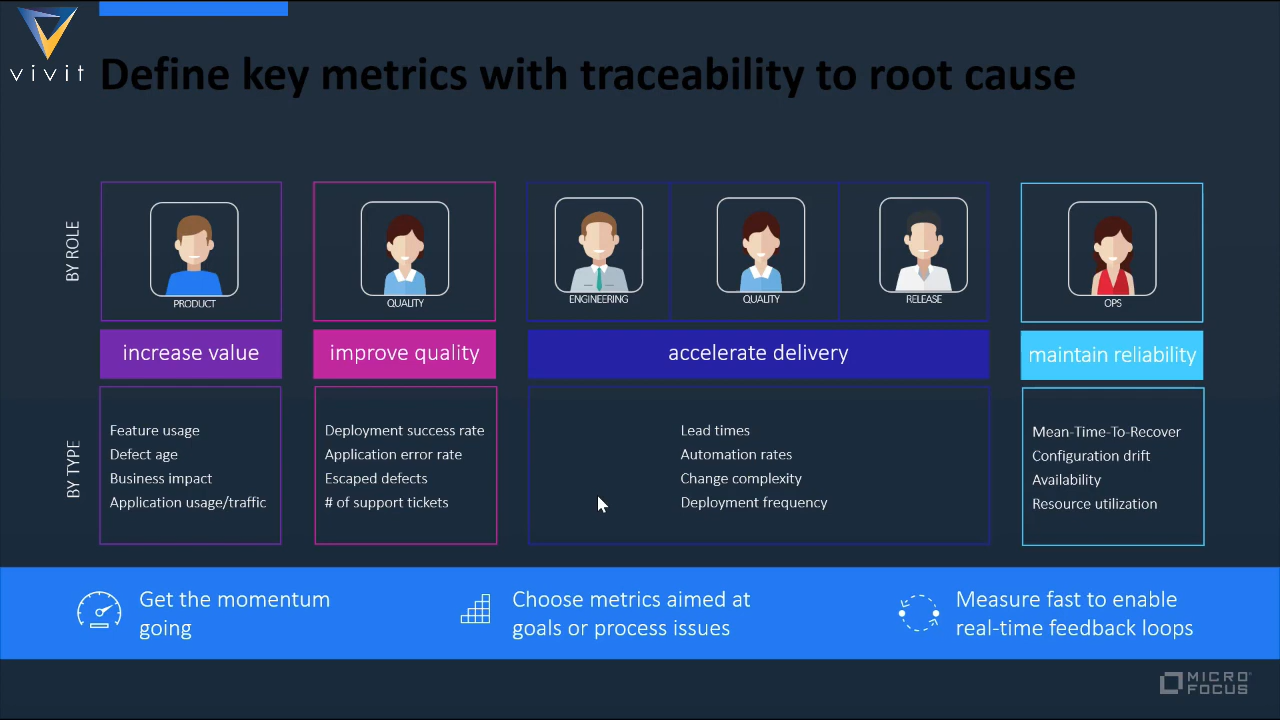 vivit
Define key metrics with traceability to root cause
BY ROLE
PRODUCT
QUALITY
ENGINEERING
QUALITY
RELEASE
OPS
increase value
improve quality
accelerate delivery
maintain reliability
BY TYPE
Feature usage
Defect age
Business impact
Application usage/traffic
Deployment success rate
Application error rate
Escaped defects
# of support tickets
Lead times
Automation rates
Change complexity
Deployment frequency
Mean-Time-To-Recover
Configuration drift
Availability
Resource utilization
Get the momentum
going
Choose metrics aimed at
goals or process issues
Measure fast to enable
real-time feedback loops
MICRO
FOCUS